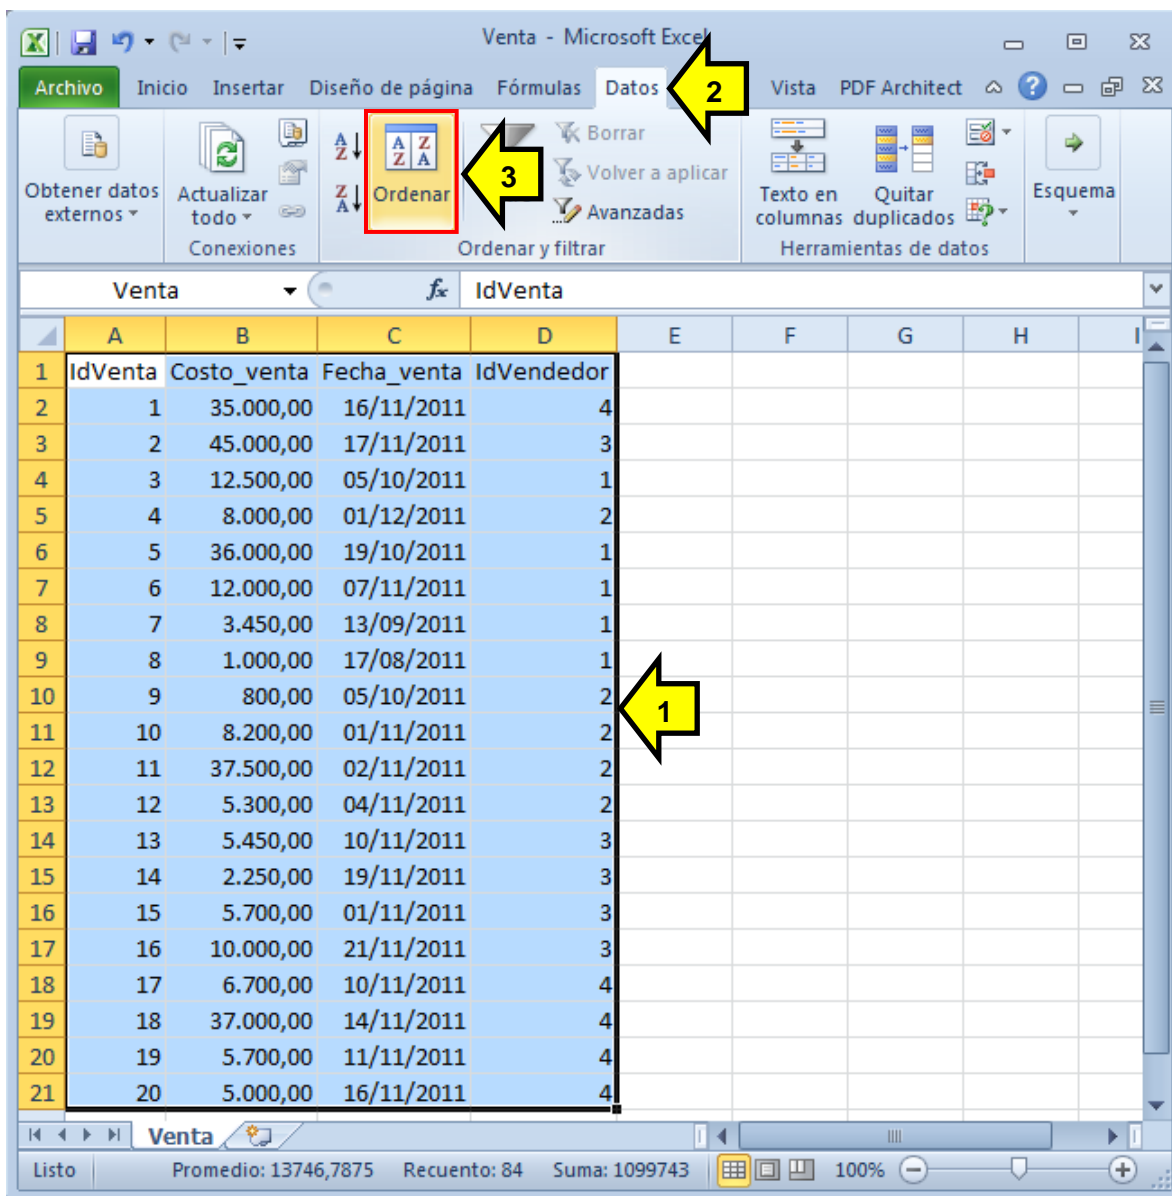 Venta - Microsoft Excel
Archivo Inicio Insertar Diseño de página Fórmulas Datos 2 Vista PDF Architect
Obtener datos externos
Actualizar todo
Conexiones
Ordenar
3
Borrar
Volver a aplicar
Avanzadas
Ordenar y filtrar
Texto en columnas
Quitar duplicados
Herramientas de datos
Esquema
Venta fx IdVenta
A B C D E F G H I
1 IdVenta Costo_venta Fecha_venta IdVendedor
2 1 35.000,00 16/11/2011 4
3 2 45.000,00 17/11/2011 3
4 3 12.500,00 05/10/2011 1
5 4 8.000,00 01/12/2011 2
6 5 36.000,00 19/10/2011 1
7 6 12.000,00 07/11/2011 1
8 7 3.450,00 13/09/2011 1
9 8 1.000,00 17/08/2011 1
10 9 800,00 05/10/2011 2
1
11 10 8.200,00 01/11/2011 2
12 11 37.500,00 02/11/2011 2
13 12 5.300,00 04/11/2011 2
14 13 5.450,00 10/11/2011 3
15 14 2.250,00 19/11/2011 3
16 15 5.700,00 01/11/2011 3
17 16 10.000,00 21/11/2011 3
18 17 6.700,00 10/11/2011 4
19 18 37.000,00 14/11/2011 4
20 19 5.700,00 11/11/2011 4
21 20 5.000,00 16/11/2011 4
Venta
Listo Promedio: 13746,7875 Recuento: 84 Suma: 1099743 100%